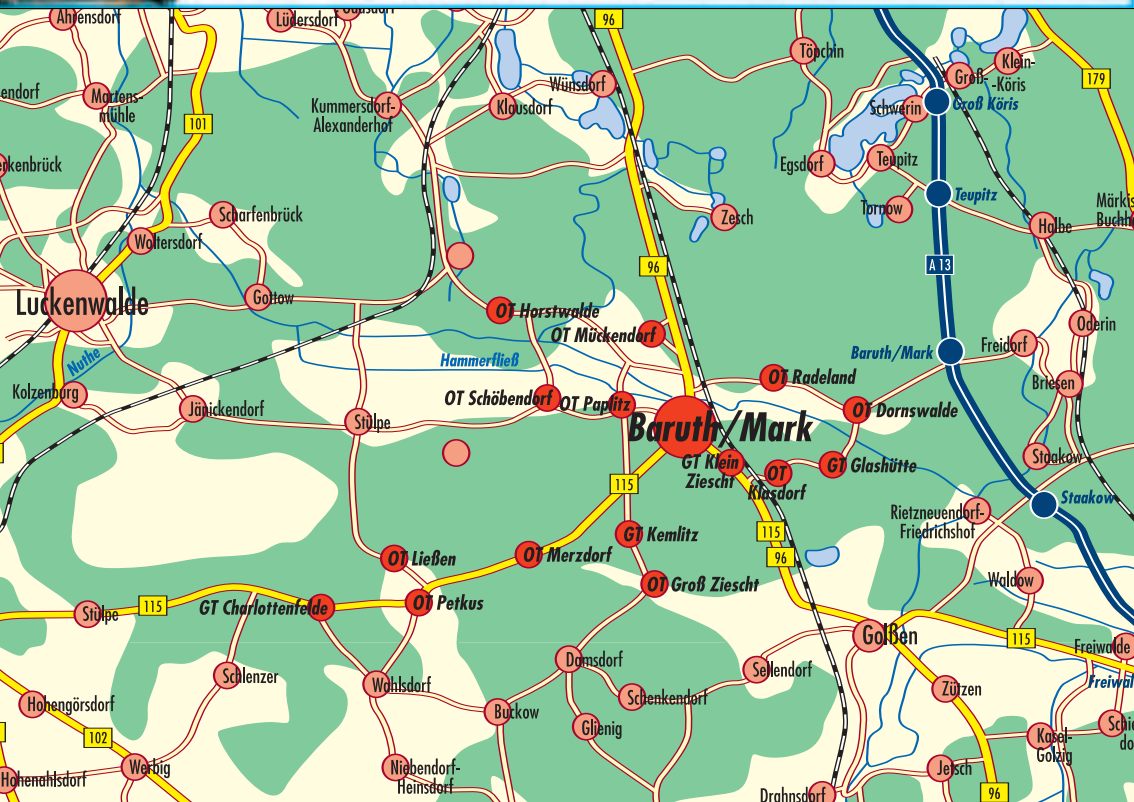 Ahrensdorf
Lüdersdorf
96
Töpchin
Klein-
-Köris
Groß-
179
Wünsdorf
Martens-
mühle
Kummersdorf-
Alexanderhof
Klausdorf
Schwerin
Groß Köris
101
Egsdorf
Teupitz
Teupitz
Tornow
Scharfenbrück
Zesch
Halbe
Woltersdorf
96
A 13
Luckenwalde
Gottow
OT Horstwalde
OT Mückendorf
Oderin
Freidorf
Baruth/Mark
Nuthe
Hammerfließ
OT Radeland
Briesen
Kolzenburg
Jänickendorf
OT Schöbendorf
OT Paplitz
OT Dornswalde
Stülpe
Baruth/Mark
GT Klein
Ziescht
OT
Klasdorf
GT Glashütte
Staakow
115
Staakow
Rietzneuendorf-
Friedrichshof
GT Kemlitz
115
96
OT Ließen
OT Merzdorf
OT Groß Ziescht
Waldow
Stülpe
115
GT Charlottenfelde
OT Petkus
Golßen
115
Freiwalde
Schlenzer
Wahlsdorf
Damsdorf
Sellendorf
Schenkendorf
Zützen
Hohengörsdorf
Buckow
Glienig
102
Kasel-
Golzig
Hohenahlsdorf
Werbig
Niebendorf-
Heinsdorf
Jetsch
Drahnsdorf
96